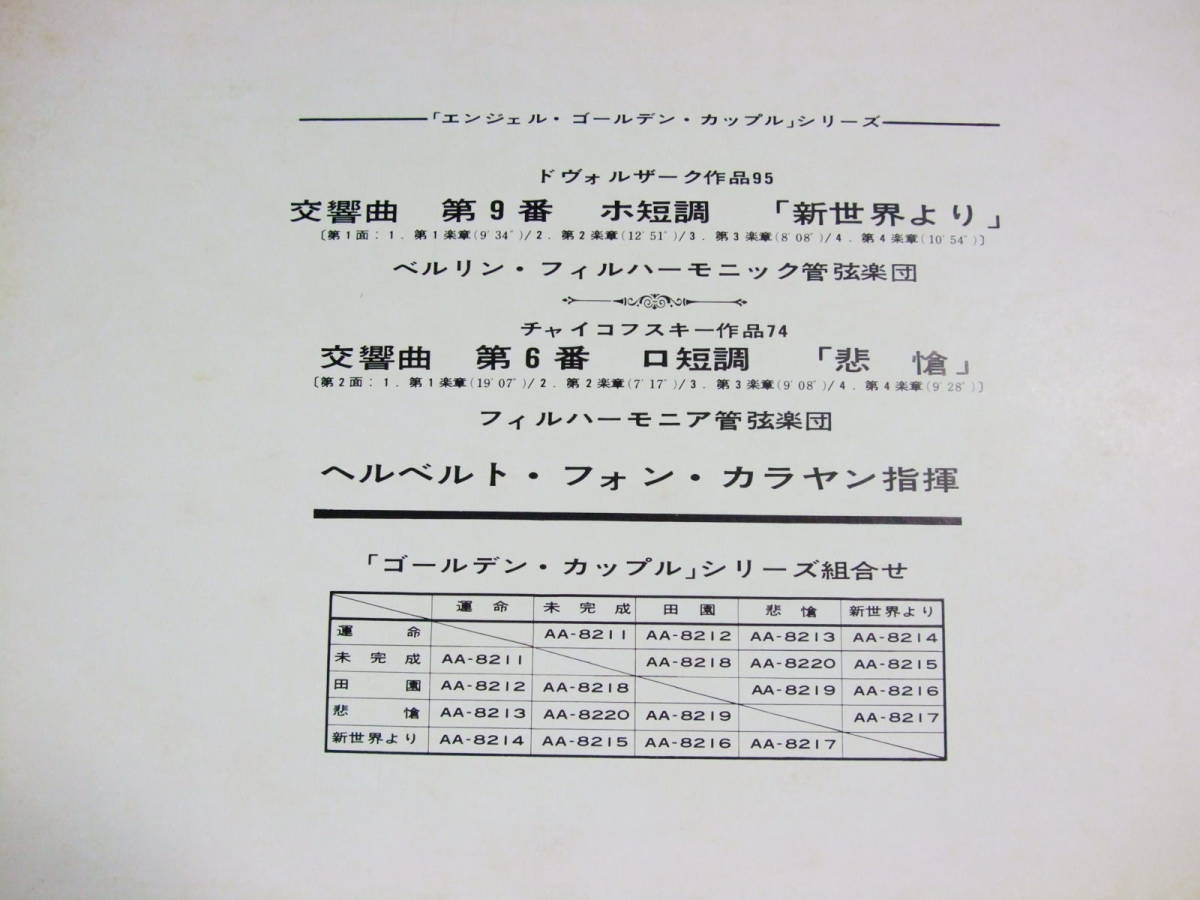 「エンジェル・ゴールデン・カップル」シリーズ
ドヴォルザーク作品95
交響曲　第9番　ホ短調　「新世界より」
〔第1面：1．第1楽章(9′34″)/2．第2楽章(12′51″)/3．第3楽章(8′08″)/4．第4楽章(10′54″)〕
ベルリン・フィルハーモニック管弦楽団
チャイコフスキー作品74
交響曲　第6番　ロ短調　「悲　愴」
〔第2面：1．第1楽章(19′07″)/2．第2楽章(7′17″)/3．第3楽章(9′08″)/4．第4楽章(9′28″)〕
フィルハーモニア管弦楽団
ヘルベルト・フォン・カラヤン指揮
「ゴールデン・カップル」シリーズ組合せ
運　命　未　完　成　田　園　悲　愴　新世界より
運　命　AA-8211　AA-8212　AA-8213　AA-8214
未　完　成　AA-8211　AA-8218　AA-8220　AA-8215
田　園　AA-8212　AA-8218　AA-8219　AA-8216
悲　愴　AA-8213　AA-8220　AA-8219　AA-8217
新世界より　AA-8214　AA-8215　AA-8216　AA-8217